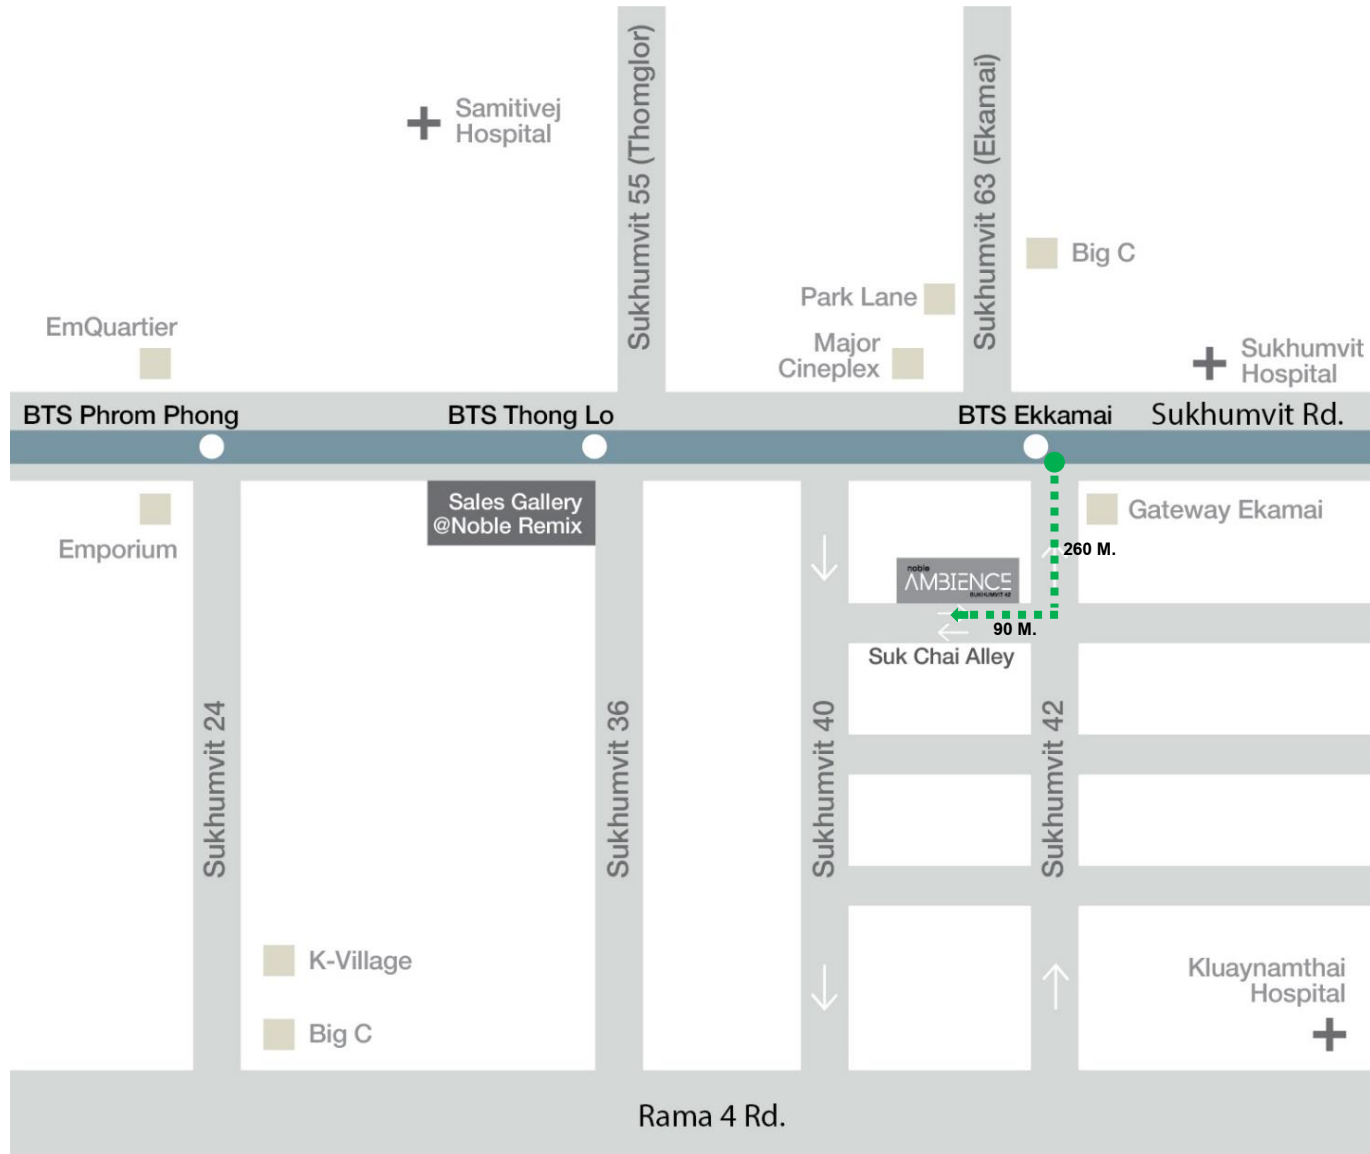 Samitivej
Hospital
Sukhumvit 55 (Thomglor)
Sukhumvit 63 (Ekamai)
Big C
Park Lane
EmQuartier
Major
Cineplex
Sukhumvit
Hospital
BTS Phrom Phong
BTS Thong Lo
BTS Ekkamai
Sukhumvit Rd.
Emporium
Sales Gallery
@Noble Remix
Gateway Ekamai
260 M.
noble
AMBIENCE
SUKHUMVIT 42
90 M.
Suk Chai Alley
Sukhumvit 24
Sukhumvit 36
Sukhumvit 40
Sukhumvit 42
K-Village
Big C
Kluaynamthai
Hospital
Rama 4 Rd.